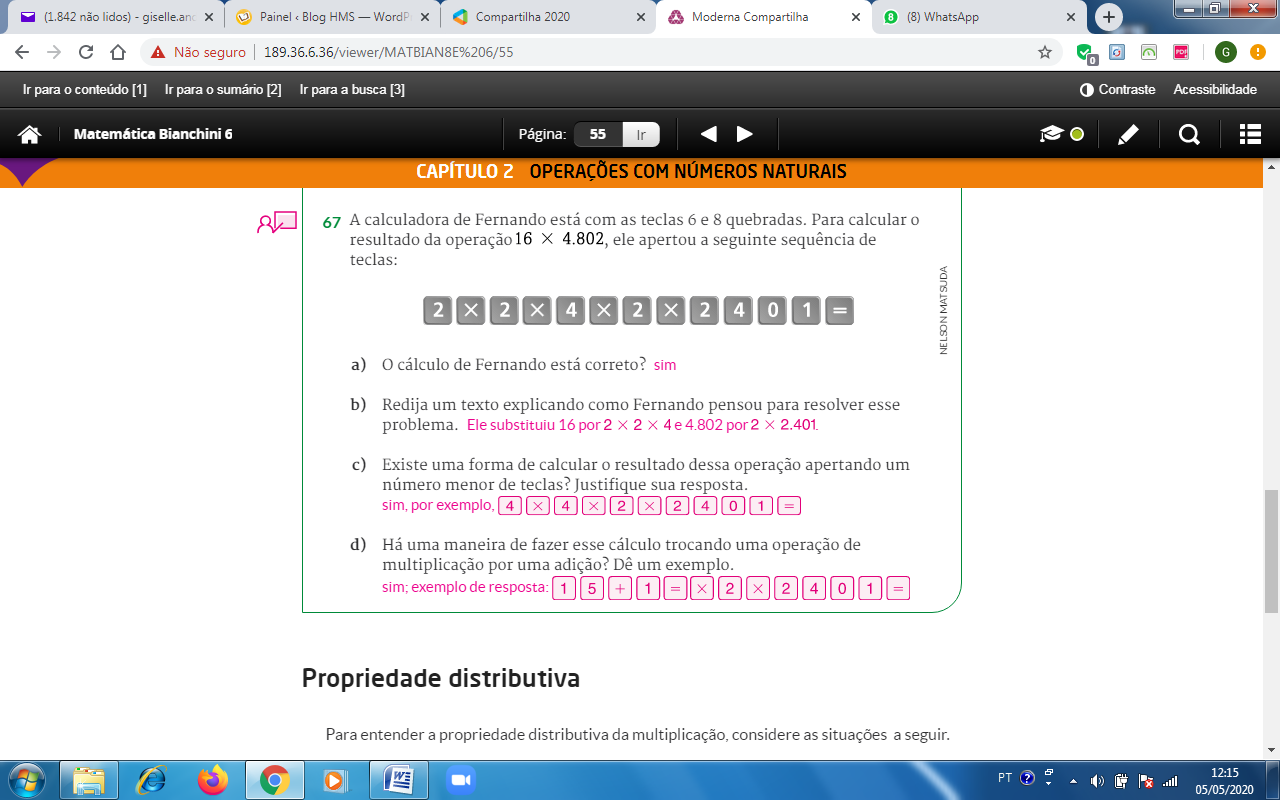 (1.842 não lidos) - giselle.anc
Painel ‹ Blog HMS — WordPr
Compartilha 2020
Moderna Compartilha
(8) WhatsApp
Não seguro
189.36.6.36/viewer/MATBIAN8E%206/55
0
PDF
G
Ir para o conteúdo [1] Ir para o sumário [2] Ir para a busca [3]
Contraste Acessibilidade
Matemática Bianchini 6
Página: 55 Ir
CAPÍTULO 2 OPERAÇÕES COM NÚMEROS NATURAIS
67 A calculadora de Fernando está com as teclas 6 e 8 quebradas. Para calcular o
resultado da operação 16 × 4.802, ele apertou a seguinte sequência de
teclas:
2 × 2 × 4 × 2 × 2 4 0 1 =
NELSON MATSUDA
a) O cálculo de Fernando está correto? sim
b) Redija um texto explicando como Fernando pensou para resolver esse
problema. Ele substituiu 16 por 2 × 2 × 4 e 4.802 por 2 × 2.401.
c) Existe uma forma de calcular o resultado dessa operação apertando um
número menor de teclas? Justifique sua resposta.
sim, por exemplo, 4 × 4 × 2 × 2 4 0 1 =
d) Há uma maneira de fazer esse cálculo trocando uma operação de
multiplicação por uma adição? Dê um exemplo.
sim; exemplo de resposta: 1 5 + 1 = × 2 × 2 4 0 1 =
Propriedade distributiva
Para entender a propriedade distributiva da multiplicação, considere as situações a seguir.
PT
12:15
05/05/2020